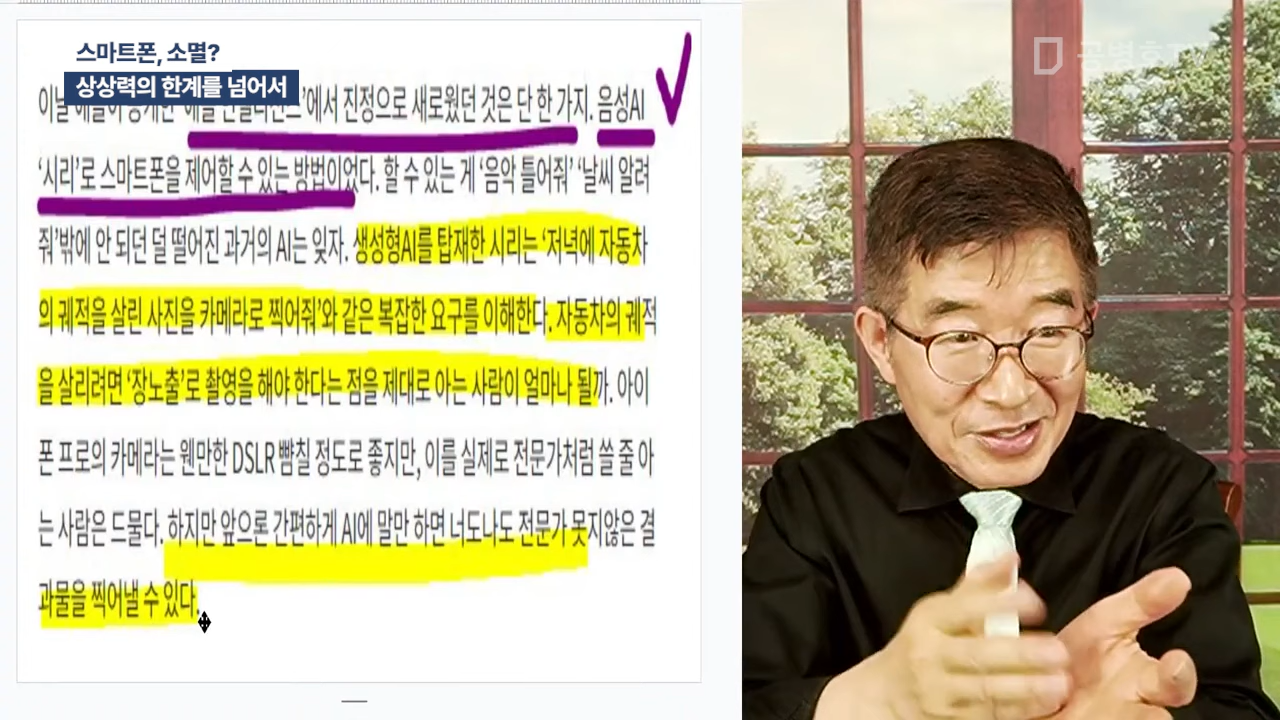 스마트폰, 소멸?
상상력의 한계를 넘어서
에서 진정으로 새로웠던 것은 단 한 가지. 음성AI
‘시리’로 스마트폰을 제어할 수 있는 방법이었다. 할 수 있는 게 ‘음악 틀어줘’ ‘날씨 알려
줘’밖에 안 되던 덜 떨어진 과거의 AI는 잊자. 생성형AI를 탑재한 시리는 ‘저녁에 자동차
의 궤적을 살린 사진을 카메라로 찍어줘’와 같은 복잡한 요구를 이해한다. 자동차의 궤적
을 살리려면 ‘장노출’로 촬영을 해야 한다는 점을 제대로 아는 사람이 얼마나 될까. 아이
폰 프로의 카메라는 웬만한 DSLR 뺨칠 정도로 좋지만, 이를 실제로 전문가처럼 쓸 줄 아
는 사람은 드물다. 하지만 앞으론 간편하게 AI에 말만 하면 너도나도 전문가 못지않은 결
과물을 찍어낼 수 있다.